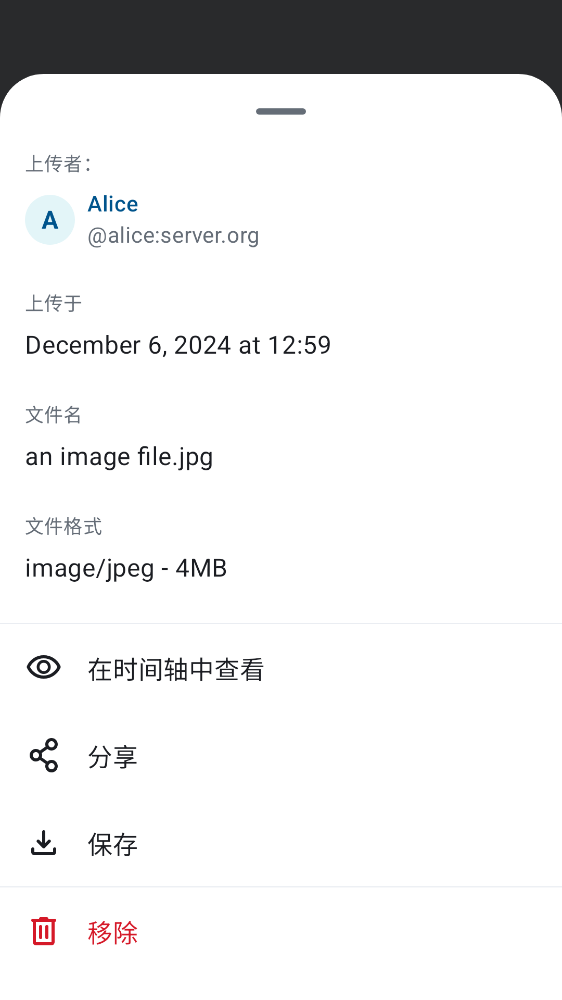 上传者：
A
Alice
@alice:server.org
上传于
December 6, 2024 at 12:59
文件名
an image file.jpg
文件格式
image/jpeg - 4MB
在时间轴中查看
分享
保存
移除